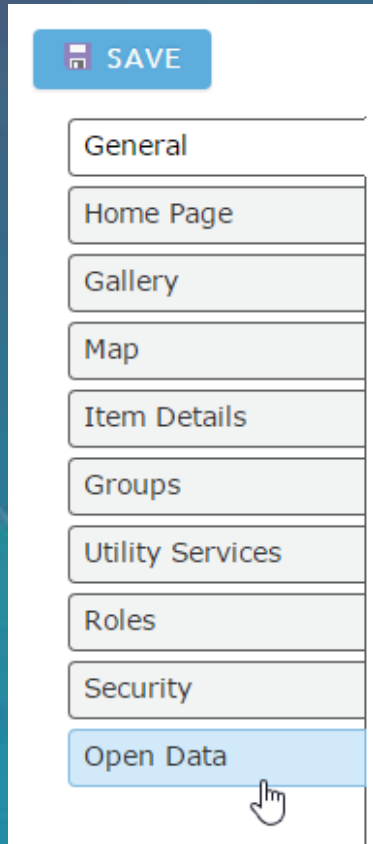 SAVE
General
Home Page
Gallery
Map
Item Details
Groups
Utility Services
Roles
Security
Open Data